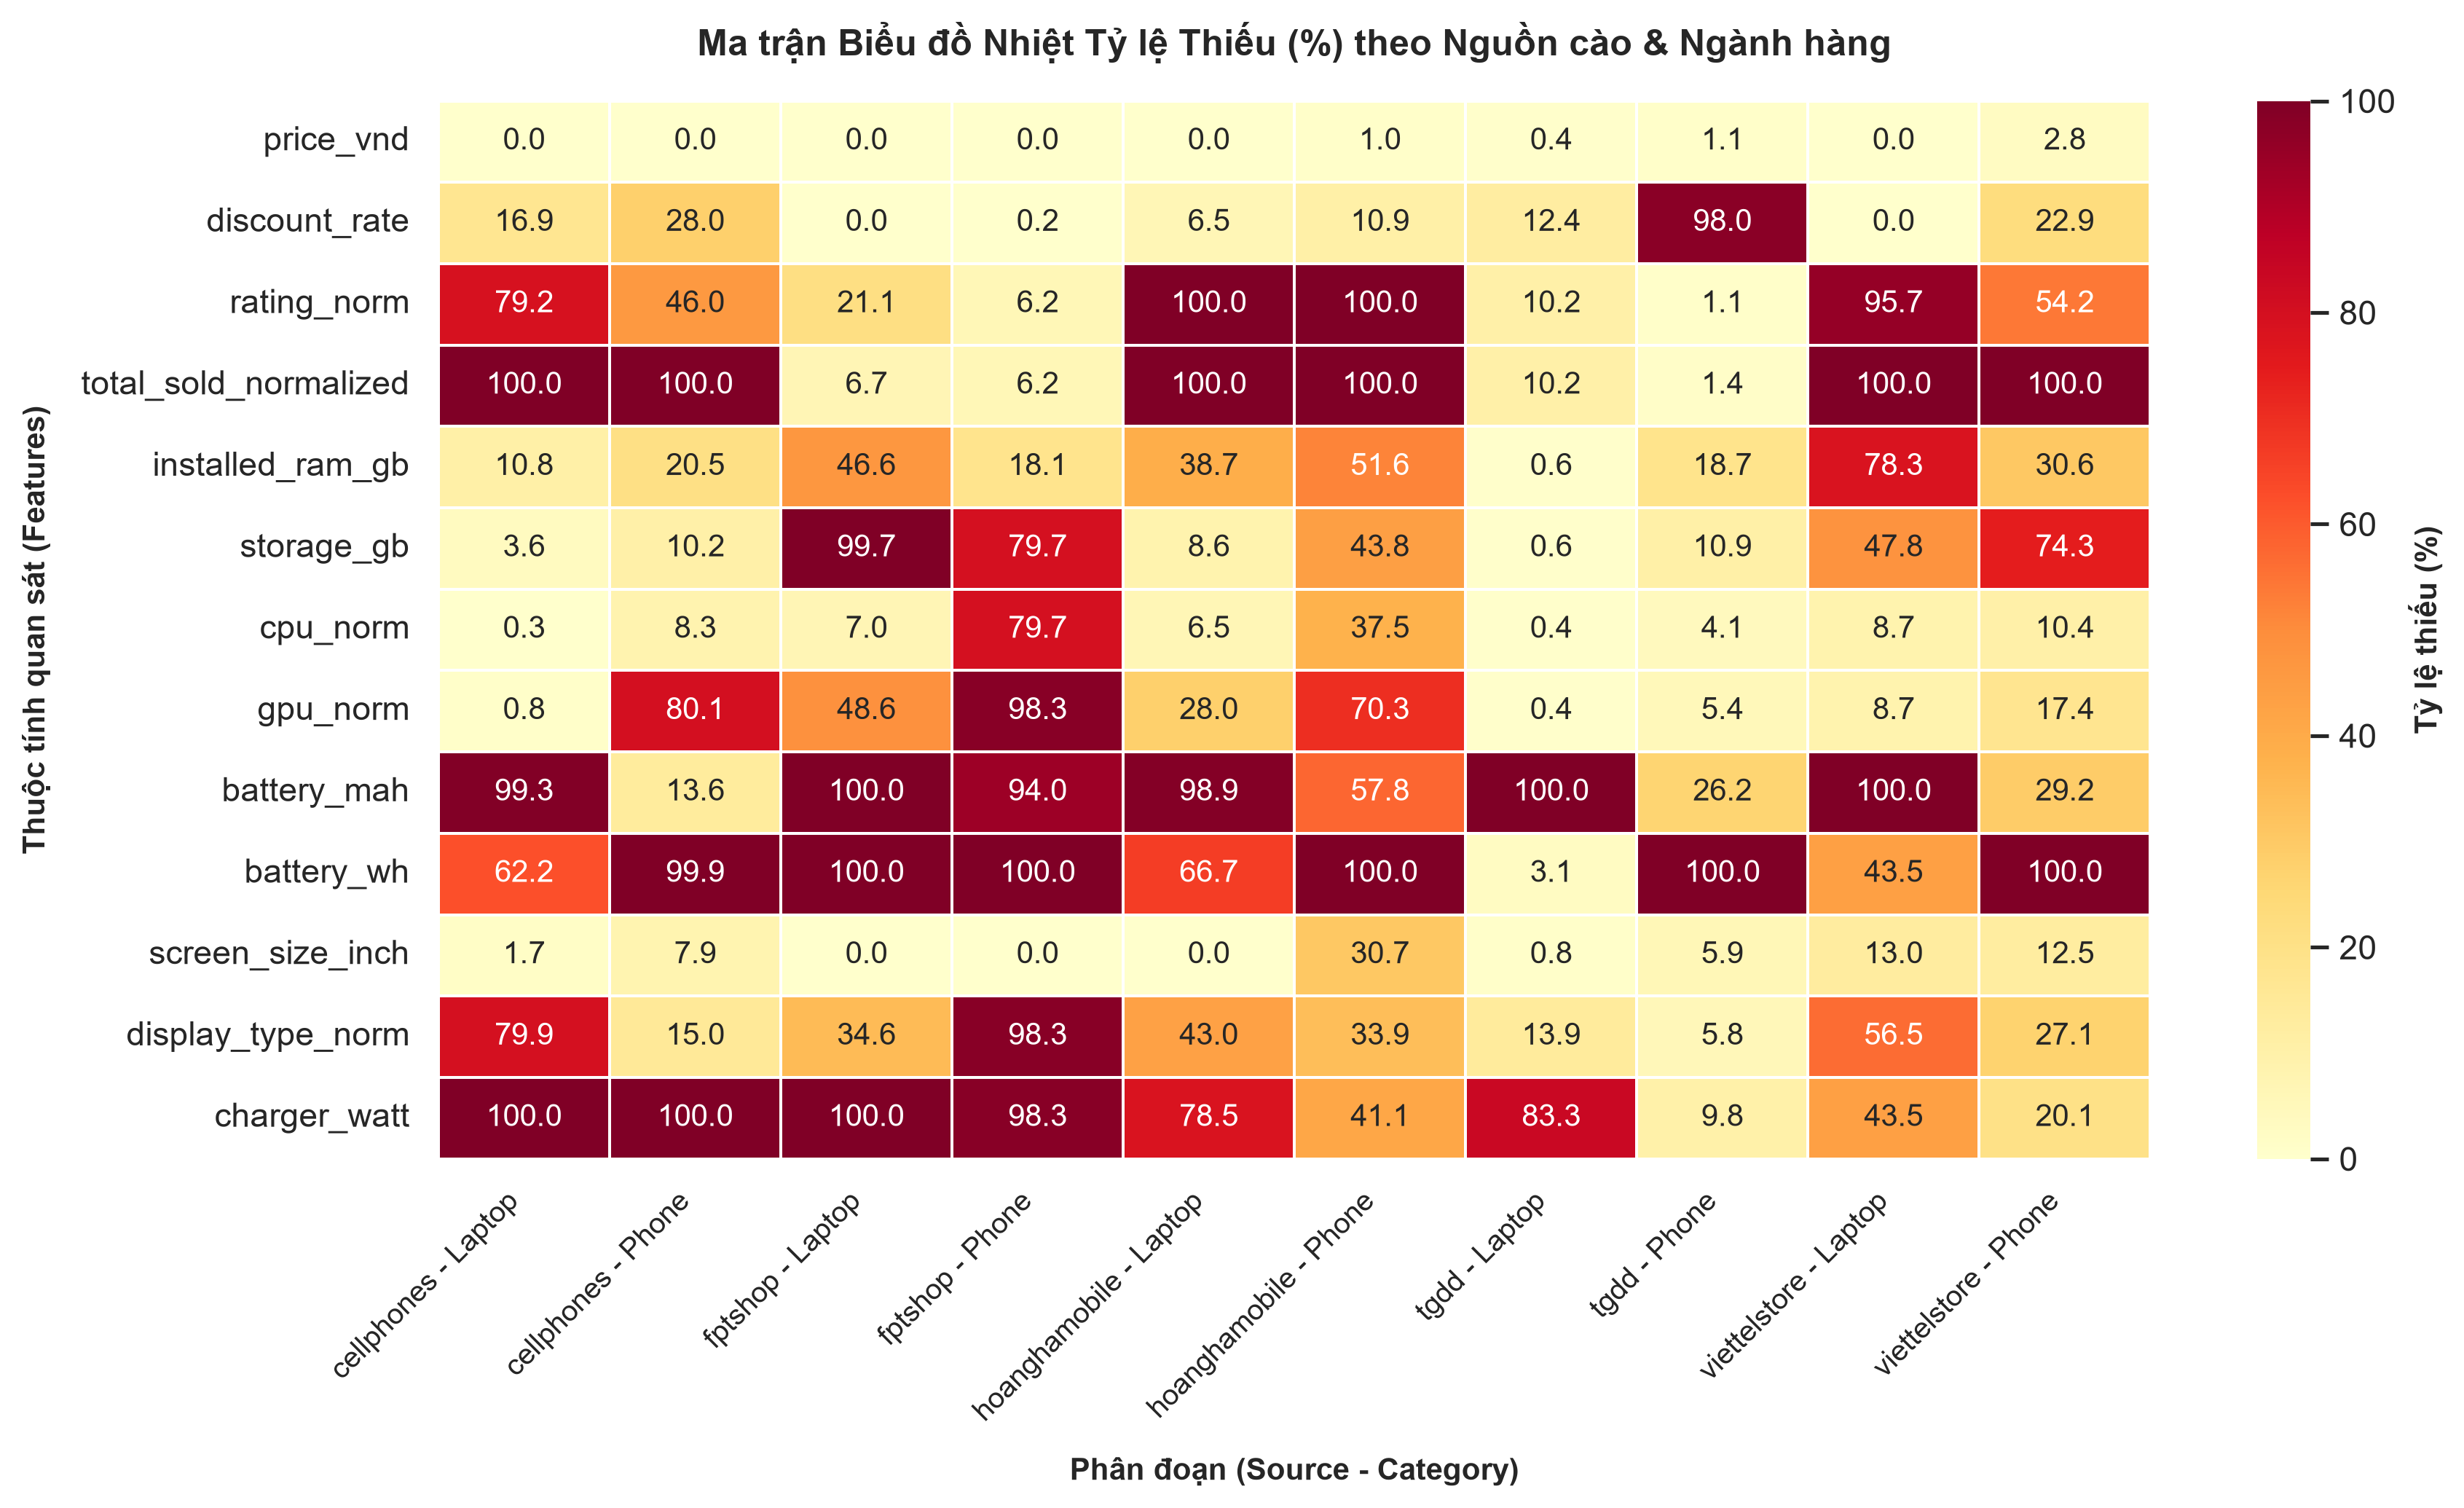 Ma trận Biểu đồ Nhiệt Tỷ lệ Thiếu (%) theo Nguồn cào & Ngành hàng
Thuộc tính quan sát (Features)
price_vnd 0.0 0.0 0.0 0.0 0.0 1.0 0.4 1.1 0.0 2.8
discount_rate 16.9 28.0 0.0 0.2 6.5 10.9 12.4 98.0 0.0 22.9
rating_norm 79.2 46.0 21.1 6.2 100.0 100.0 10.2 1.1 95.7 54.2
total_sold_normalized 100.0 100.0 6.7 6.2 100.0 100.0 10.2 1.4 100.0 100.0
installed_ram_gb 10.8 20.5 46.6 18.1 38.7 51.6 0.6 18.7 78.3 30.6
storage_gb 3.6 10.2 99.7 79.7 8.6 43.8 0.6 10.9 47.8 74.3
cpu_norm 0.3 8.3 7.0 79.7 6.5 37.5 0.4 4.1 8.7 10.4
gpu_norm 0.8 80.1 48.6 98.3 28.0 70.3 0.4 5.4 8.7 17.4
battery_mah 99.3 13.6 100.0 94.0 98.9 57.8 100.0 26.2 100.0 29.2
battery_wh 62.2 99.9 100.0 100.0 66.7 100.0 3.1 100.0 43.5 100.0
screen_size_inch 1.7 7.9 0.0 0.0 0.0 30.7 0.8 5.9 13.0 12.5
display_type_norm 79.9 15.0 34.6 98.3 43.0 33.9 13.9 5.8 56.5 27.1
charger_watt 100.0 100.0 100.0 98.3 78.5 41.1 83.3 9.8 43.5 20.1
cellphones - Laptop
cellphones - Phone
fptshop - Laptop
fptshop - Phone
hoanghamobile - Laptop
hoanghamobile - Phone
tgdd - Laptop
tgdd - Phone
viettelstore - Laptop
viettelstore - Phone
Phân đoạn (Source - Category)
100
80
60
40
20
0
Tỷ lệ thiếu (%)